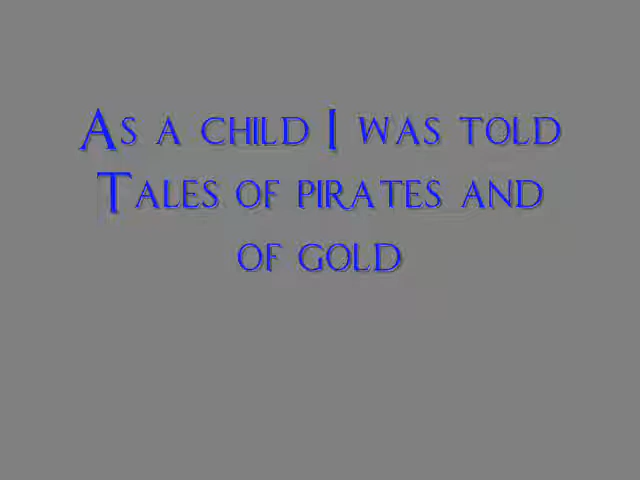 As a child I was told
Tales of pirates and
of gold